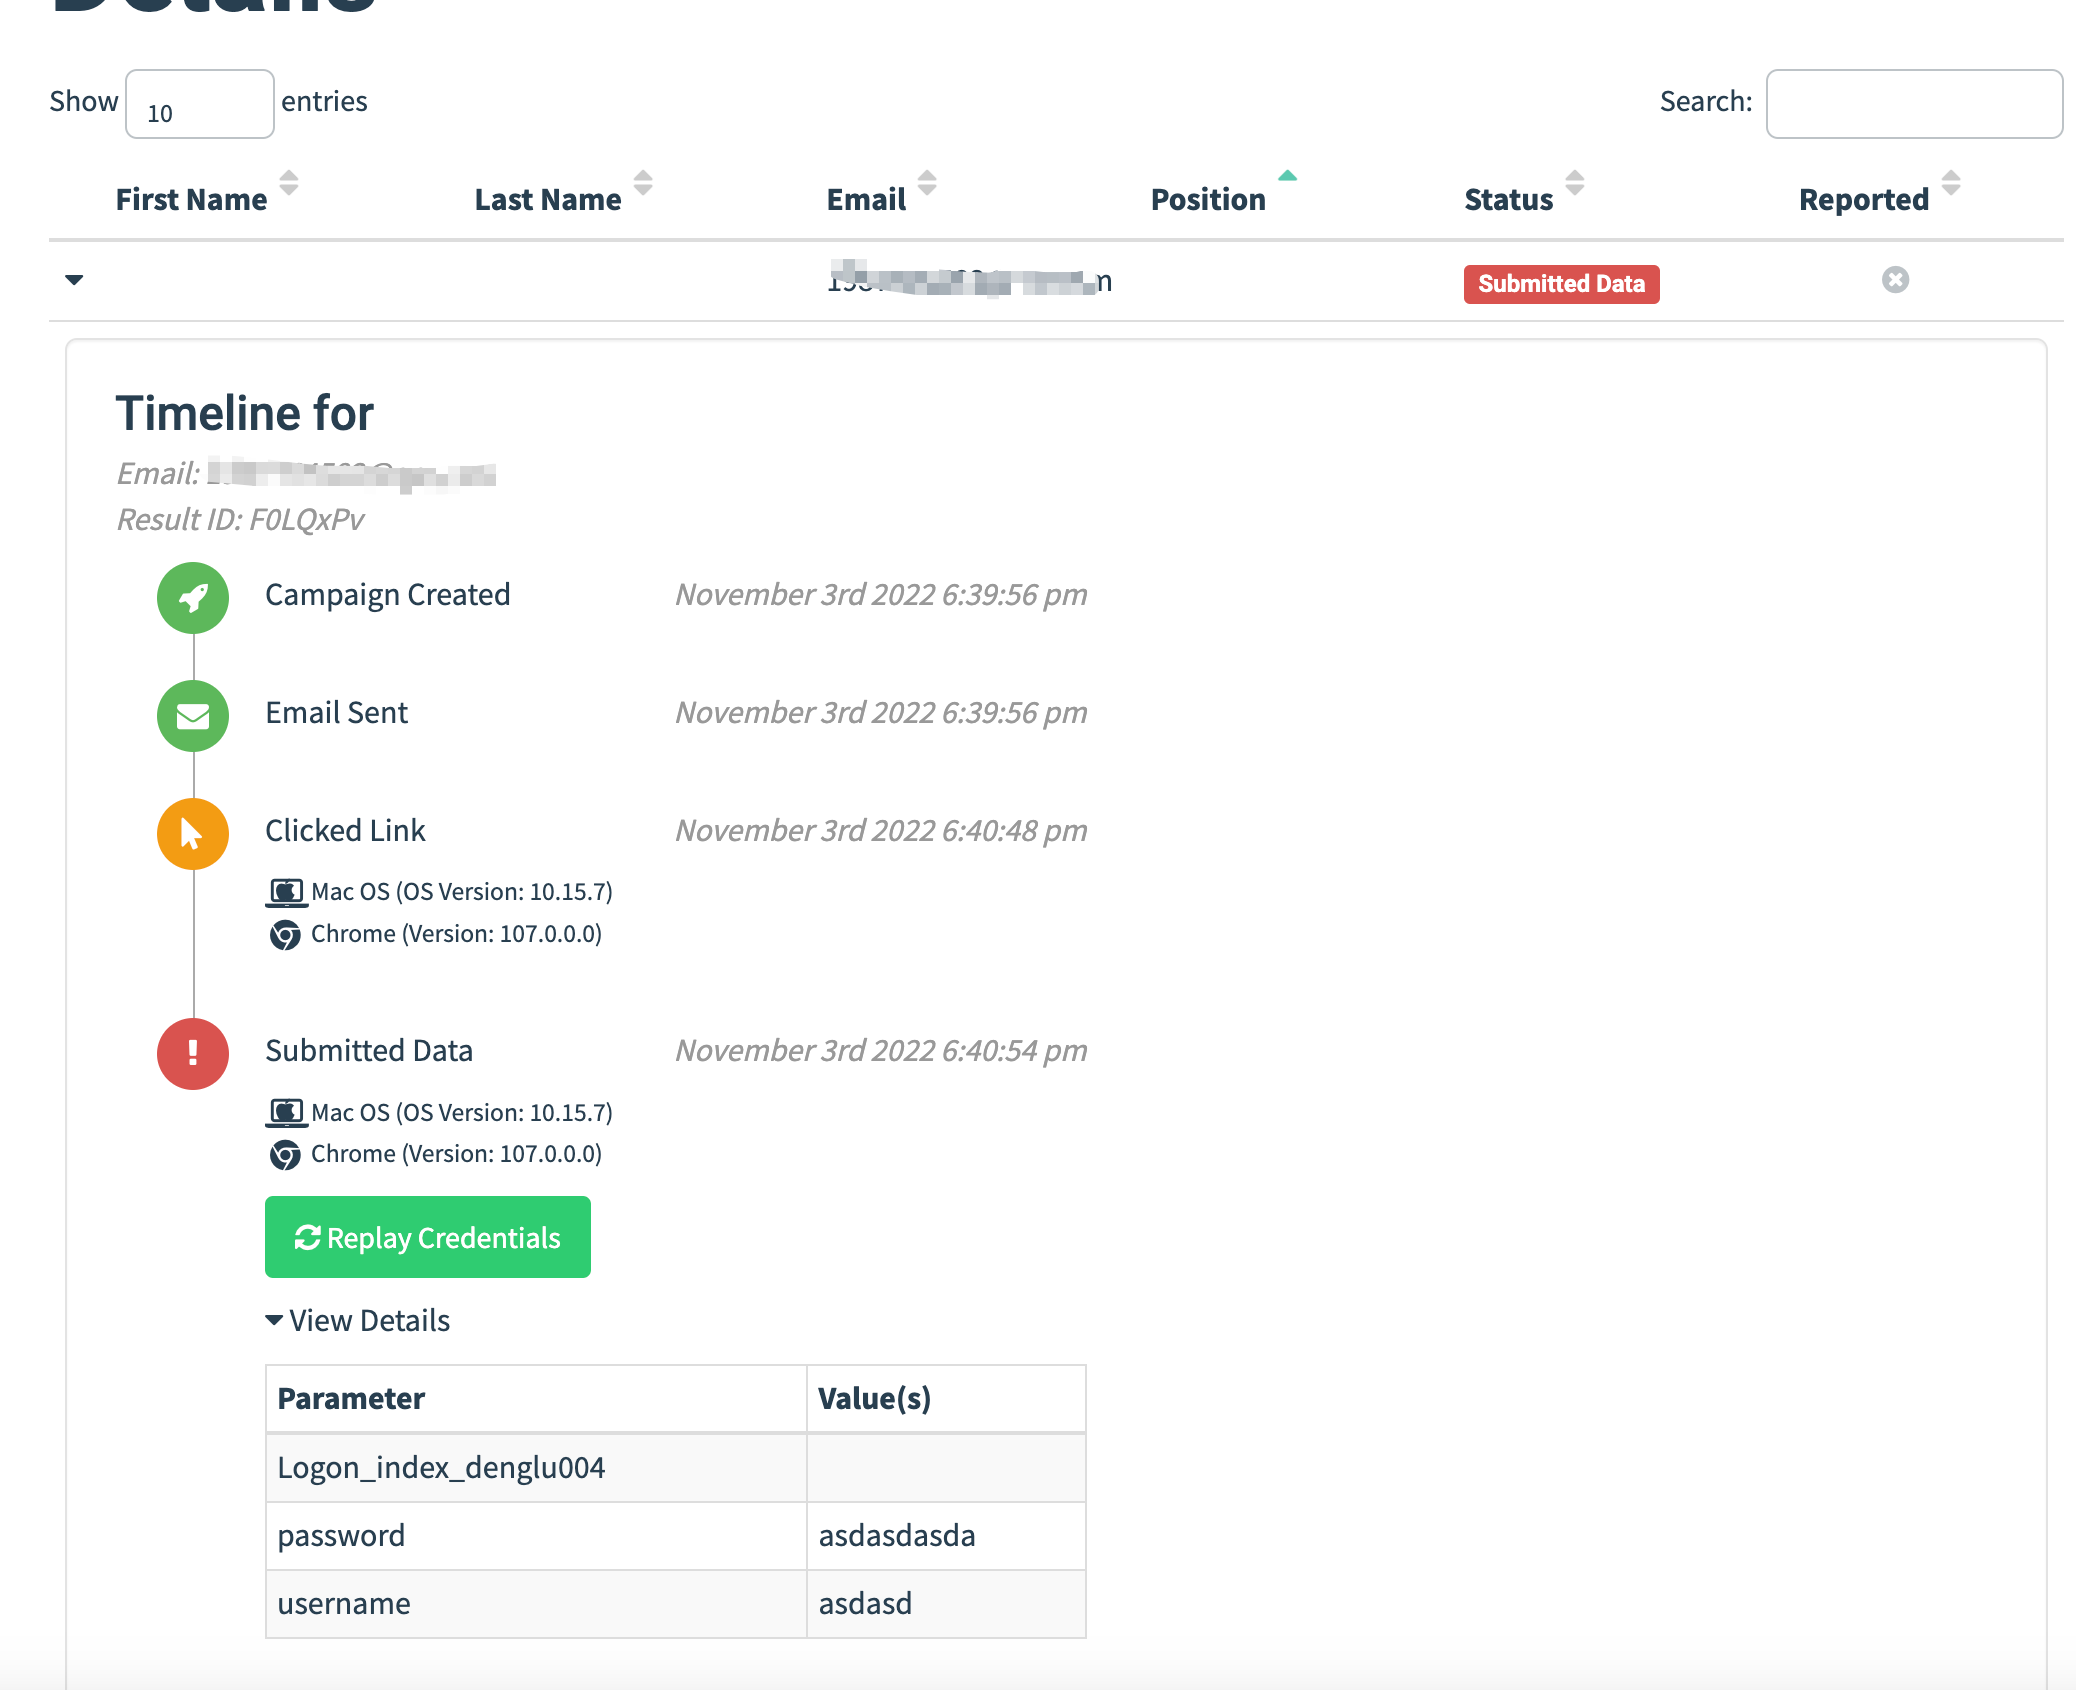 Details
Show 10 entries Search:
First Name Last Name Email Position Status Reported
Submitted Data
Timeline for
Email:
Result ID: F0LQxPv
Campaign Created November 3rd 2022 6:39:56 pm
Email Sent November 3rd 2022 6:39:56 pm
Clicked Link November 3rd 2022 6:40:48 pm
Mac OS (OS Version: 10.15.7)
Chrome (Version: 107.0.0.0)
Submitted Data November 3rd 2022 6:40:54 pm
Mac OS (OS Version: 10.15.7)
Chrome (Version: 107.0.0.0)
Replay Credentials
View Details
Parameter Value(s)
Logon_index_denglu004
password asdasdasda
username asdasd